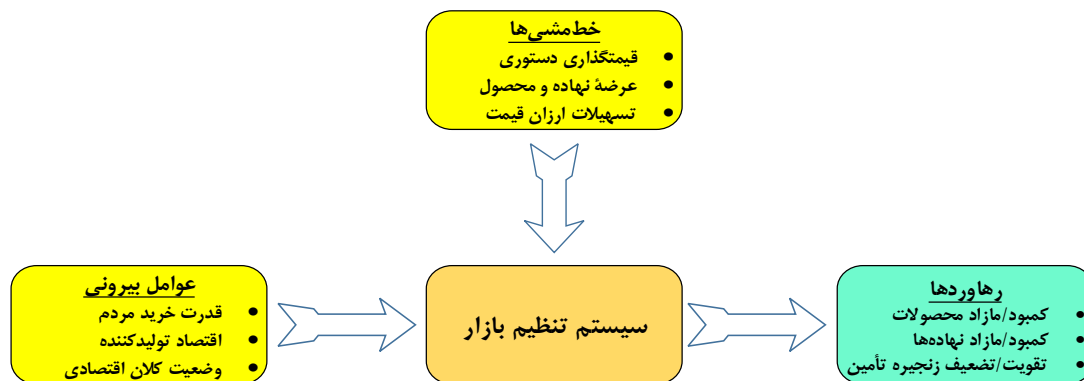 خط‌مشی‌ها
• قیمتگذاری دستوری
• عرضهٔ نهاده و محصول
• تسهیلات ارزان قیمت
عوامل بیرونی
• قدرت خرید مردم
• اقتصاد تولیدکننده
• وضعیت کلان اقتصادی
سیستم تنظیم بازار
رهاوردها
• کمبود/مازاد محصولات
• کمبود/مازاد نهاده‌ها
• تقویت/تضعیف زنجیره تأمین